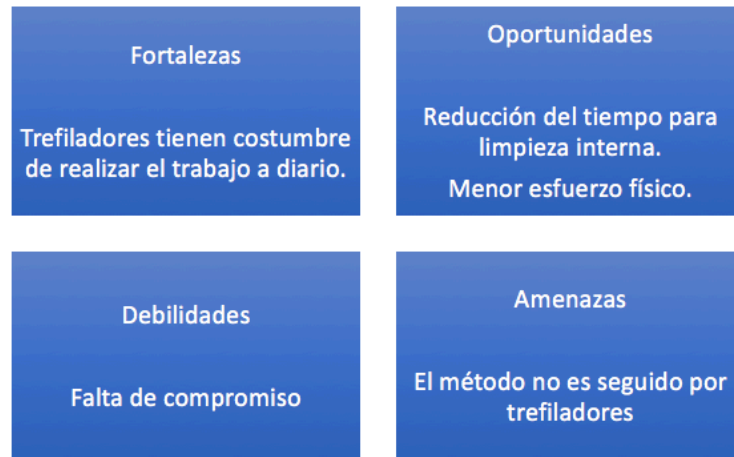 Fortalezas
Trefiladores tienen costumbre
de realizar el trabajo a diario.
Oportunidades
Reducción del tiempo para
limpieza interna.
Menor esfuerzo físico.
Debilidades
Falta de compromiso
Amenazas
El método no es seguido por
trefiladores